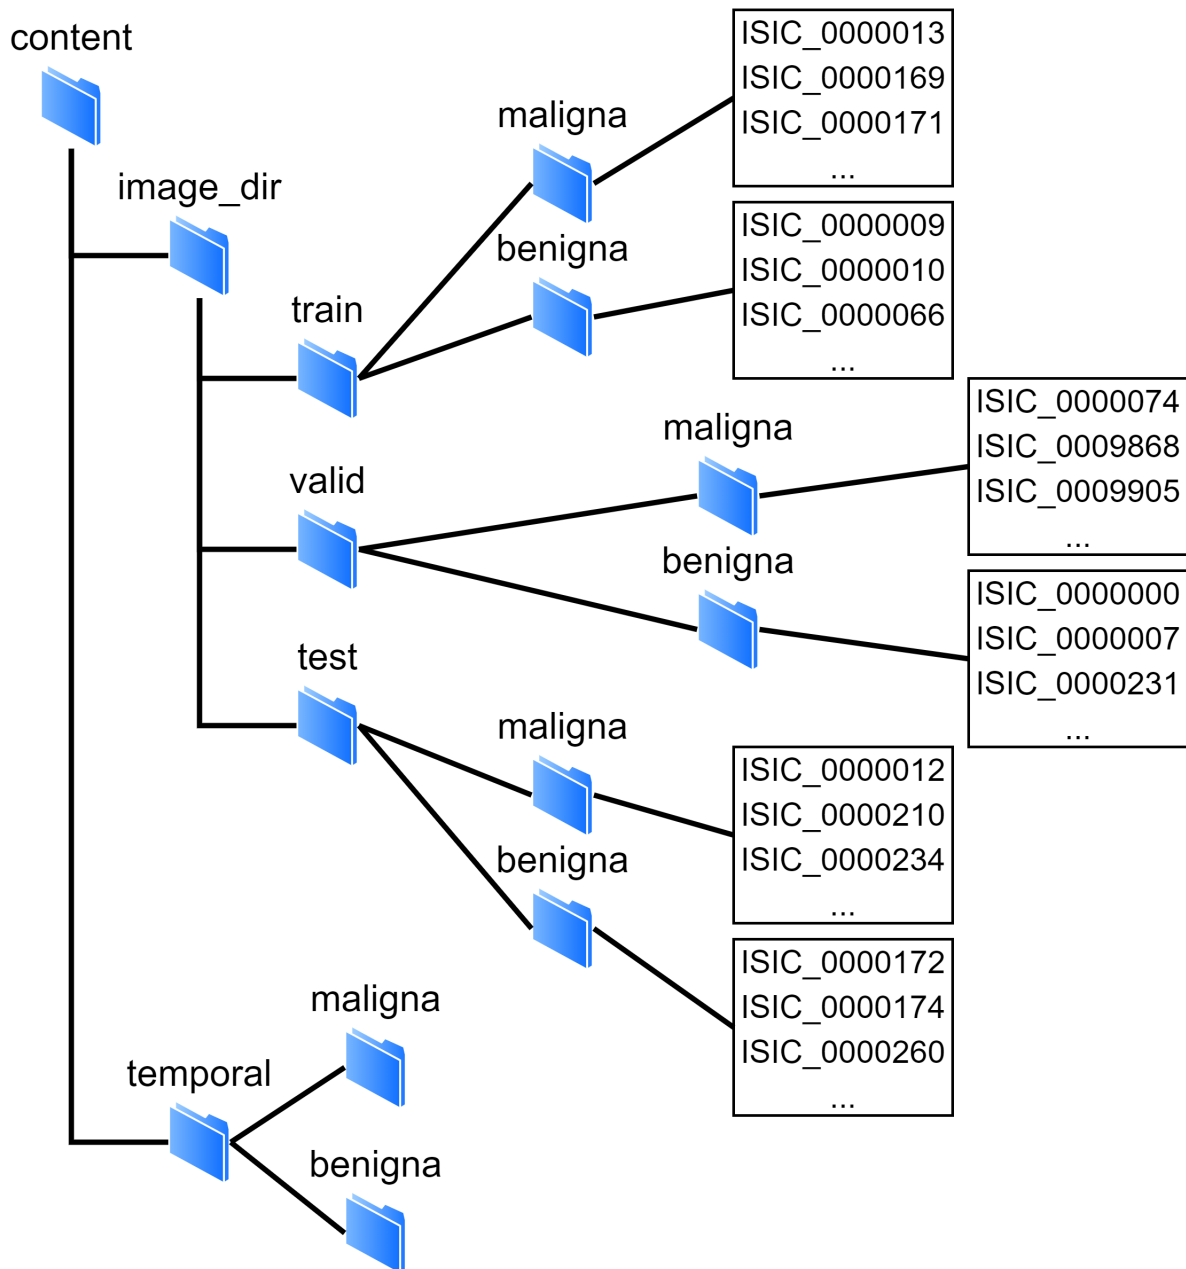 content
image_dir
train
maligna
ISIC_0000013
ISIC_0000169
ISIC_0000171
...
benigna
ISIC_0000009
ISIC_0000010
ISIC_0000066
...
valid
maligna
ISIC_0000074
ISIC_0009868
ISIC_0009905
...
benigna
ISIC_0000000
ISIC_0000007
ISIC_0000231
...
test
maligna
ISIC_0000012
ISIC_0000210
ISIC_0000234
...
benigna
ISIC_0000172
ISIC_0000174
ISIC_0000260
...
temporal
maligna
benigna